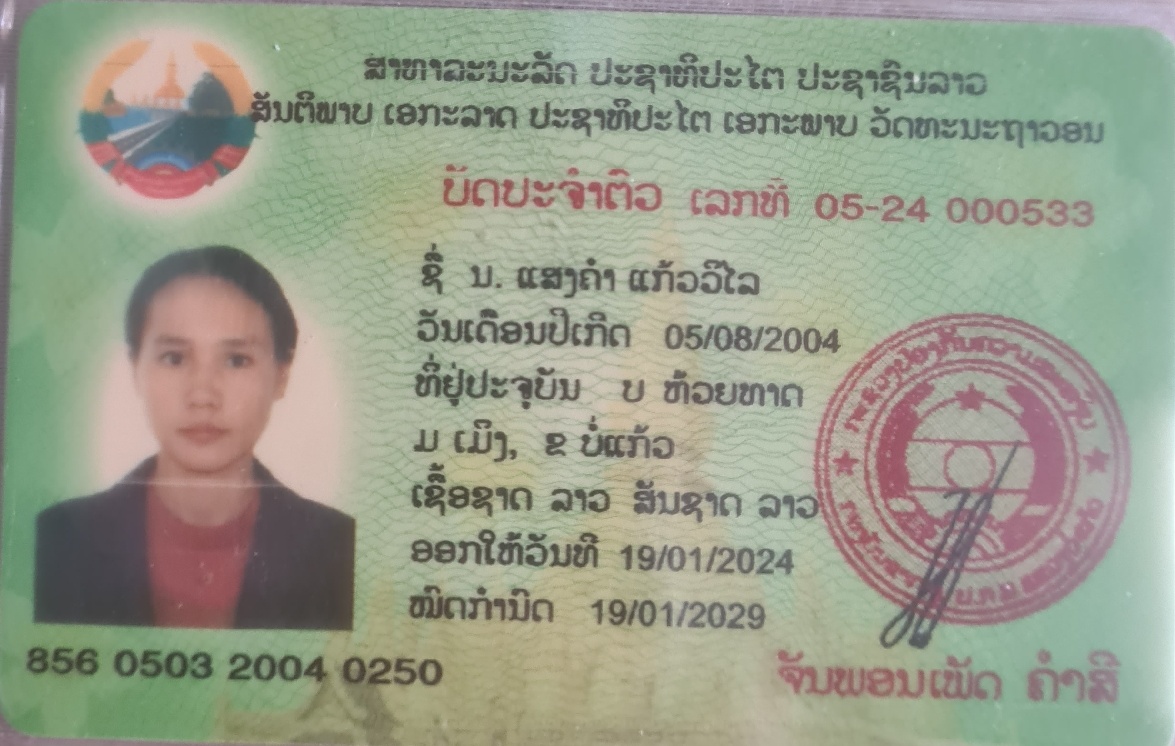 ສາທາລະນະລັດ ປະຊາທິປະໄຕ ປະຊາຊົນລາວ
ສັນຕິພາບ ເອກະລາດ ປະຊາທິປະໄຕ ເອກະພາບ ວັດທະນະຖາວອນ
ບັດປະຈຳຕົວ ເລກທີ 05-24 000533
ຊື່ ນ. ແສງຄຳ ແກ້ວວິໄລ
ວັນເດືອນປີເກີດ 05/08/2004
ທີ່ຢູ່ປະຈຸບັນ ບ ຫ້ວຍທາດ
ມ ເມິງ, ຂ ບໍ່ແກ້ວ
ເຊື້ອຊາດ ລາວ ສັນຊາດ ລາວ
ອອກໃຫ້ວັນທີ 19/01/2024
ໝົດກຳນົດ 19/01/2029
856 0503 2004 0250
ຈັນພອນເພັດ ຄຳສີ